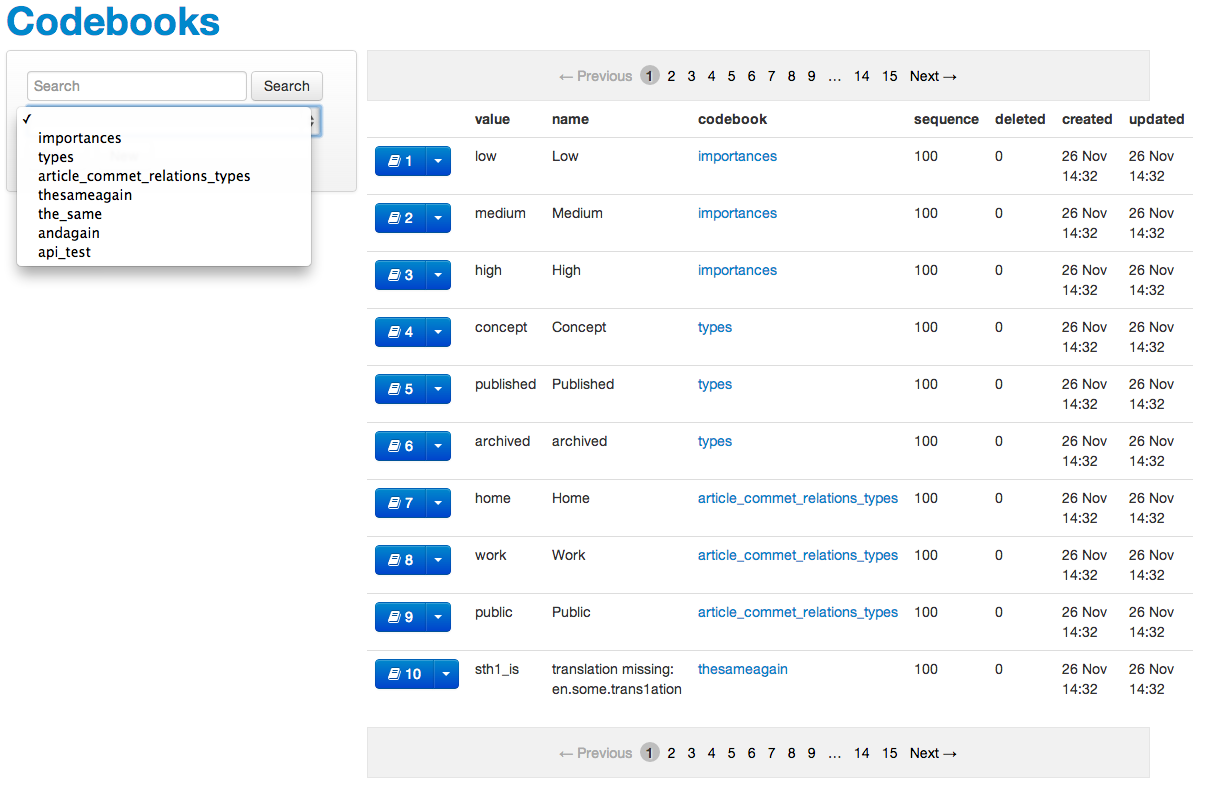 Codebooks
Search Search
✓
importances
types
article_commet_relations_types
thesameagain
the_same
andagain
api_test
← Previous 1 2 3 4 5 6 7 8 9 … 14 15 Next →
value name codebook sequence deleted created updated
1 low Low importances 100 0 26 Nov 26 Nov
14:32 14:32
2 medium Medium importances 100 0 26 Nov 26 Nov
14:32 14:32
3 high High importances 100 0 26 Nov 26 Nov
14:32 14:32
4 concept Concept types 100 0 26 Nov 26 Nov
14:32 14:32
5 published Published types 100 0 26 Nov 26 Nov
14:32 14:32
6 archived archived types 100 0 26 Nov 26 Nov
14:32 14:32
7 home Home article_commet_relations_types 100 0 26 Nov 26 Nov
14:32 14:32
8 work Work article_commet_relations_types 100 0 26 Nov 26 Nov
14:32 14:32
9 public Public article_commet_relations_types 100 0 26 Nov 26 Nov
14:32 14:32
10 sth1_is translation missing: thesameagain 100 0 26 Nov 26 Nov
en.some.trans1ation 14:32 14:32
← Previous 1 2 3 4 5 6 7 8 9 … 14 15 Next →